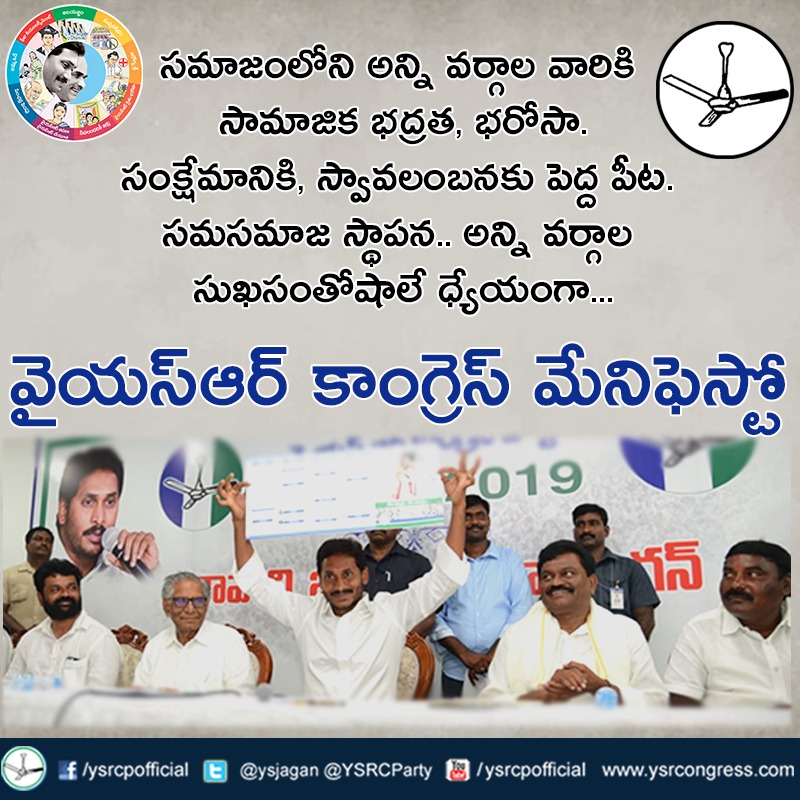 సమాజంలోని అన్ని వర్గాల వారికి
సామాజిక భద్రత, భరోసా.
సంక్షేమానికి, స్వావలంబనకు పెద్ద పీట.
సమసమాజ స్థాపన.. అన్ని వర్గాల
సుఖసంతోషాలే ధ్యేయంగా...
వైయస్ఆర్ కాంగ్రెస్ మేనిఫెస్టో
2019
/ysrcpofficial @ysjagan @YSRCParty /ysrcpofficial www.ysrcongress.com